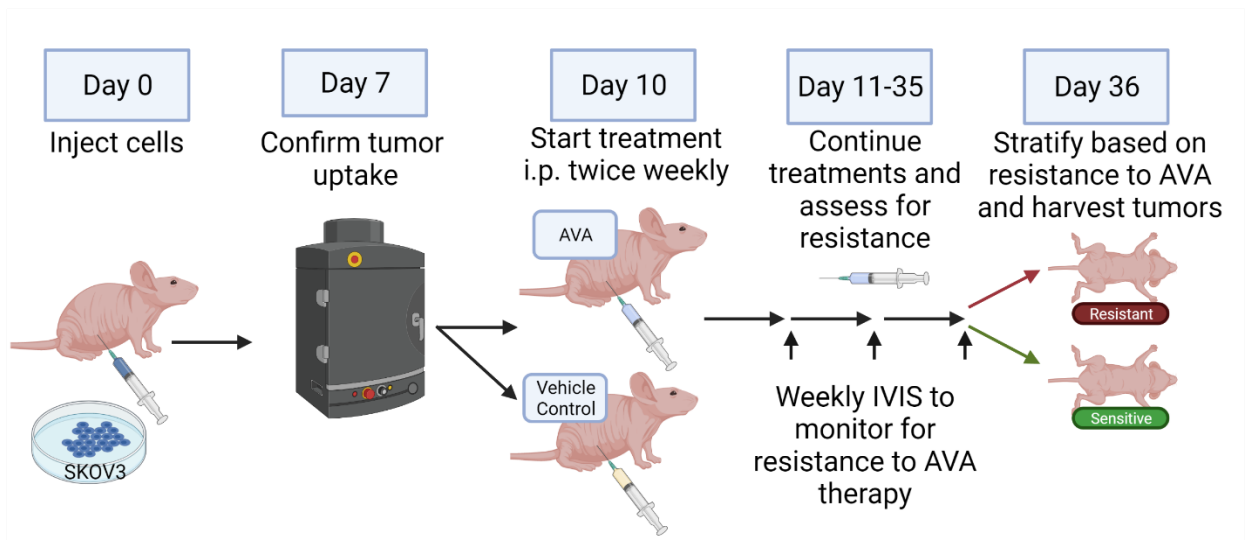 Day 0
Inject cells
SKOV3
Day 7
Confirm tumor
uptake
Day 10
Start treatment
i.p. twice weekly
AVA
Vehicle
Control
Day 11-35
Continue
treatments and
assess for
resistance
Weekly IVIS to
monitor for
resistance to AVA
therapy
Day 36
Stratify based on
resistance to AVA
and harvest tumors
Resistant
Sensitive